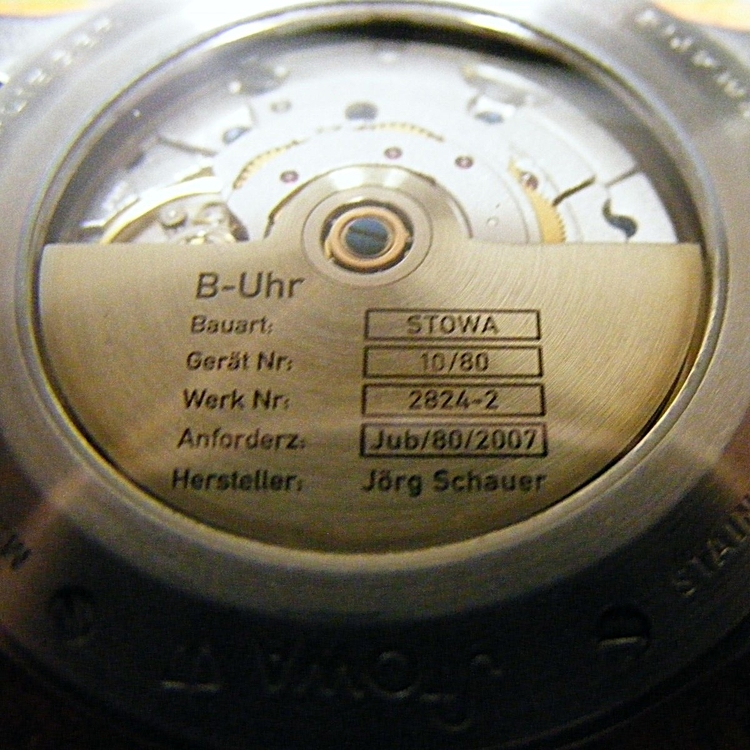 B-Uhr
Bauart: STOWA
Gerät Nr: 10/80
Werk Nr: 2824-2
Anforderz: Jub/80/2007
Hersteller: Jörg Schauer
STOWA